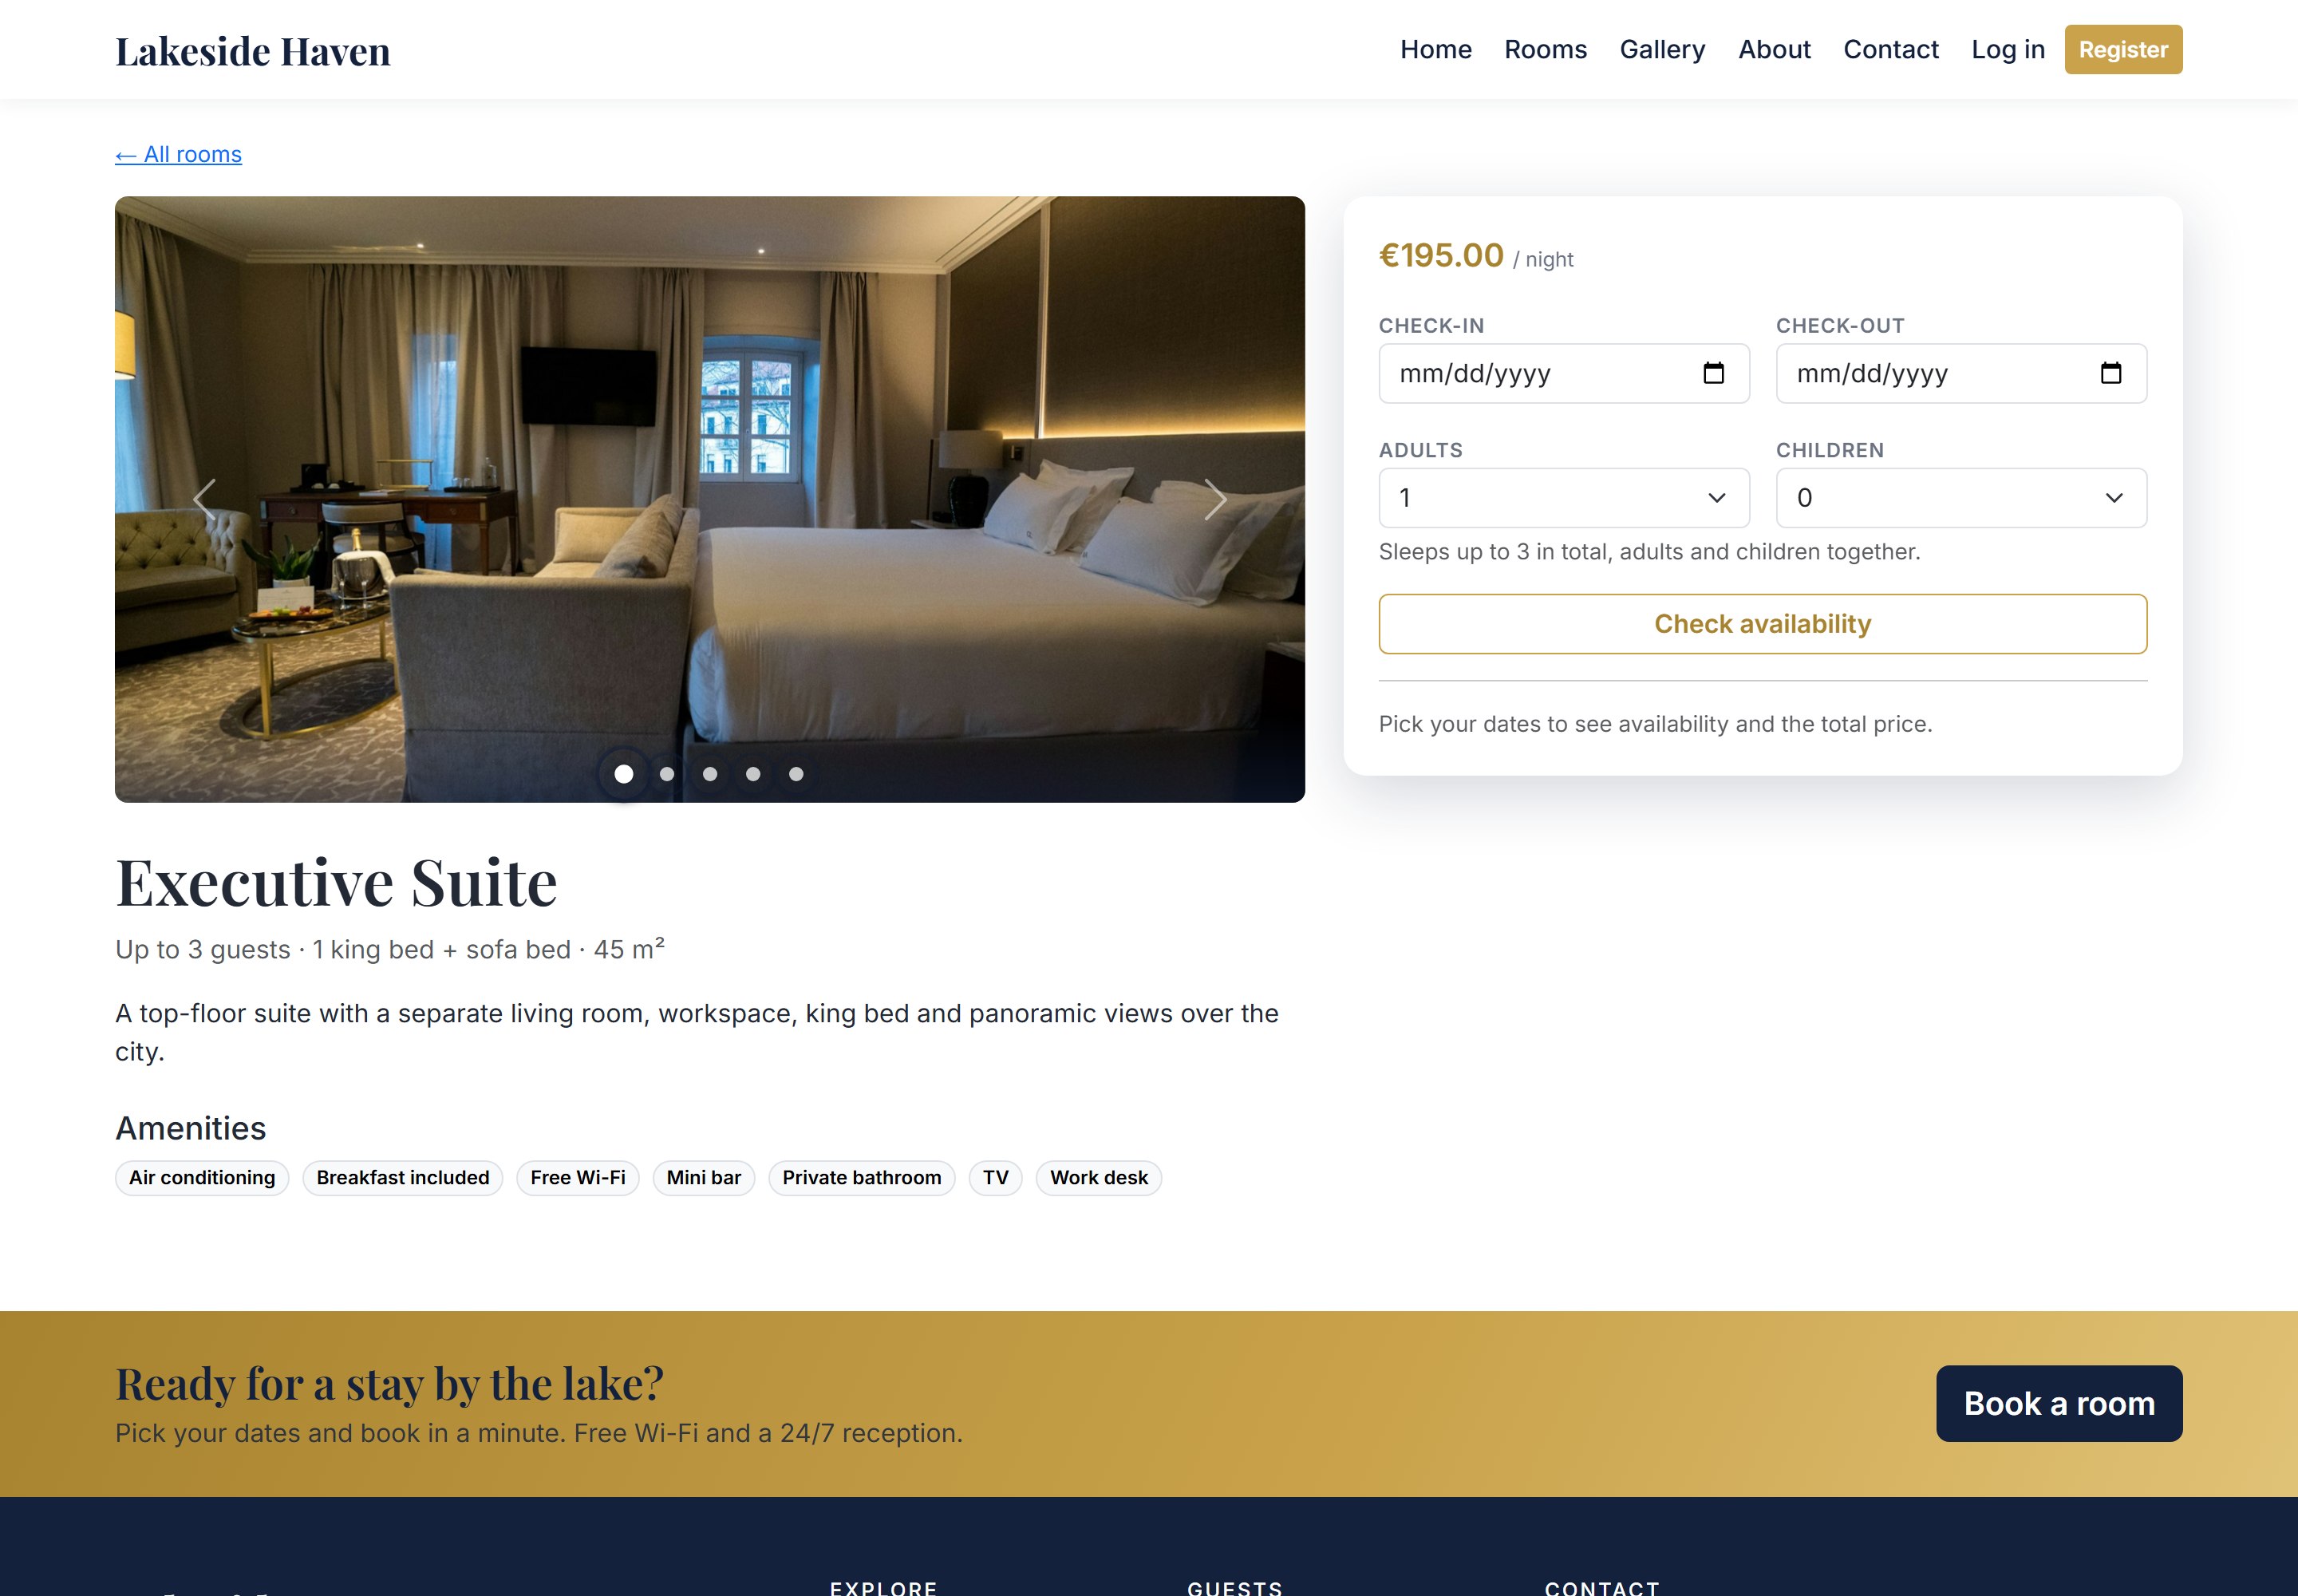 Lakeside Haven
Home Rooms Gallery About Contact Log in Register
← All rooms
€195.00 / night
CHECK-IN CHECK-OUT
mm/dd/yyyy mm/dd/yyyy
ADULTS CHILDREN
1 0
Sleeps up to 3 in total, adults and children together.
Check availability
Pick your dates to see availability and the total price.
Executive Suite
Up to 3 guests · 1 king bed + sofa bed · 45 m²
A top-floor suite with a separate living room, workspace, king bed and panoramic views over the
city.
Amenities
Air conditioning Breakfast included Free Wi-Fi Mini bar Private bathroom TV Work desk
Ready for a stay by the lake?
Pick your dates and book in a minute. Free Wi-Fi and a 24/7 reception.
Book a room
EXPLORE GUESTS CONTACT